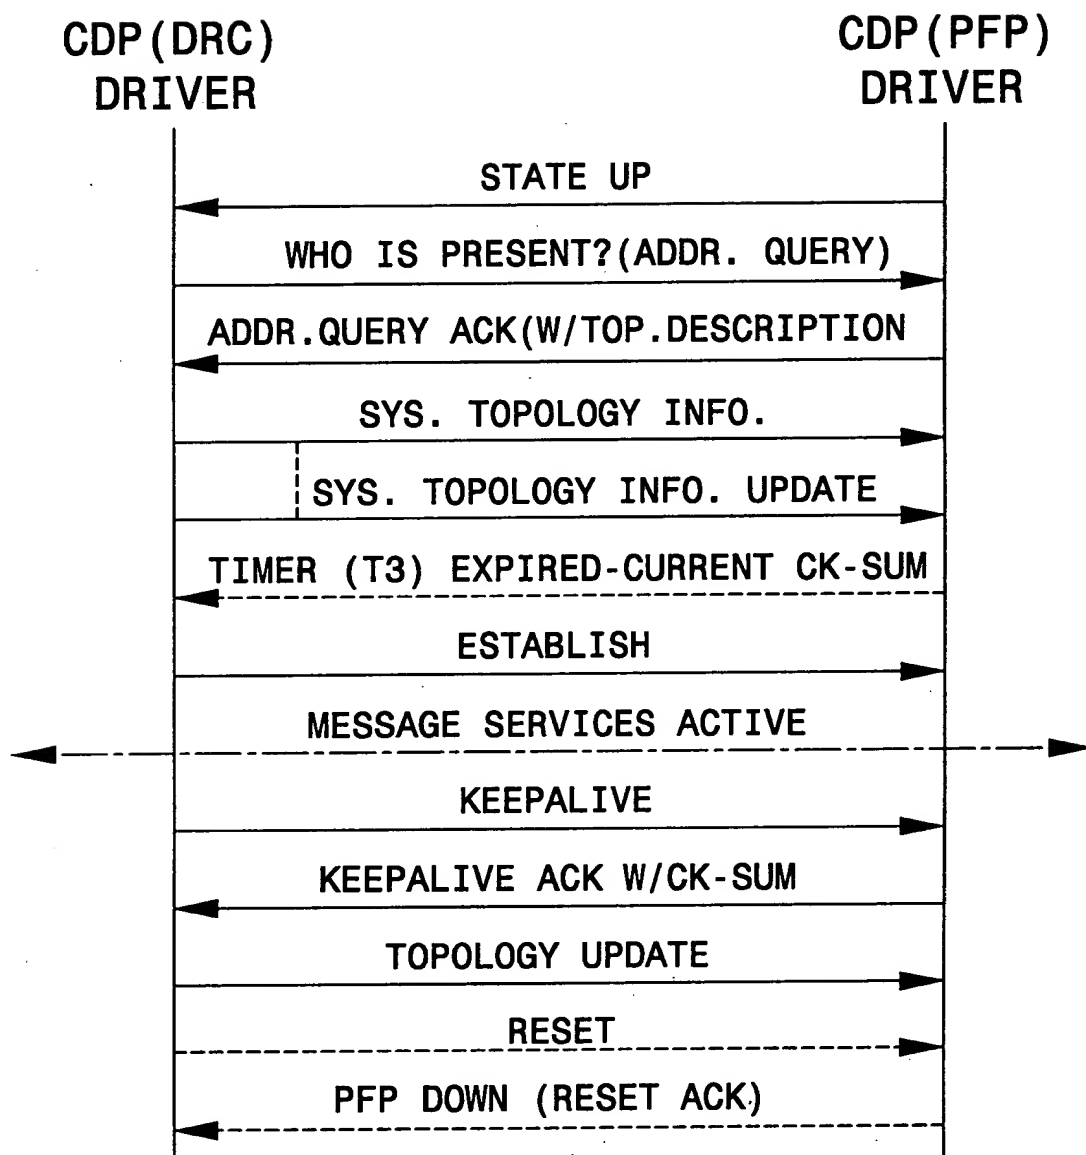 CDP(DRC)
DRIVER
CDP(PFP)
DRIVER
STATE UP
WHO IS PRESENT?(ADDR. QUERY)
ADDR.QUERY ACK(W/TOP.DESCRIPTION
SYS. TOPOLOGY INFO.
SYS. TOPOLOGY INFO. UPDATE
TIMER (T3) EXPIRED-CURRENT CK-SUM
ESTABLISH
MESSAGE SERVICES ACTIVE
KEEPALIVE
KEEPALIVE ACK W/CK-SUM
TOPOLOGY UPDATE
RESET
PFP DOWN (RESET ACK)